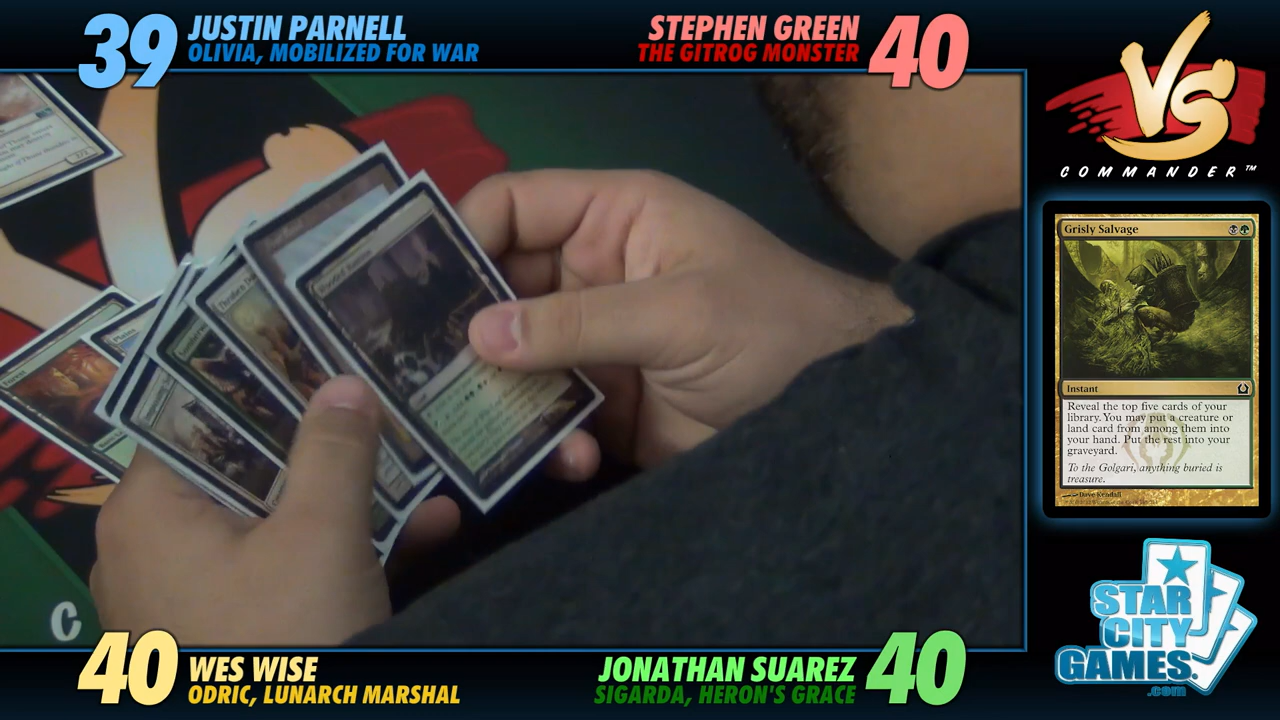 39
JUSTIN PARNELL
OLIVIA, MOBILIZED FOR WAR
STEPHEN GREEN
THE GITROG MONSTER
40
VS
COMMANDER™
Grisly Salvage
Instant
Reveal the top five cards of your
library. You may put a creature or
land card from among them into
your hand. Put the rest into your
graveyard.
To the Golgari, anything buried is
treasure.
Dave Kendall
Plains
C
40
WES WISE
ODRIC, LUNARCH MARSHAL
JONATHAN SUAREZ
SIGARDA, HERON'S GRACE
40
STAR
CITY
GAMES.
.com